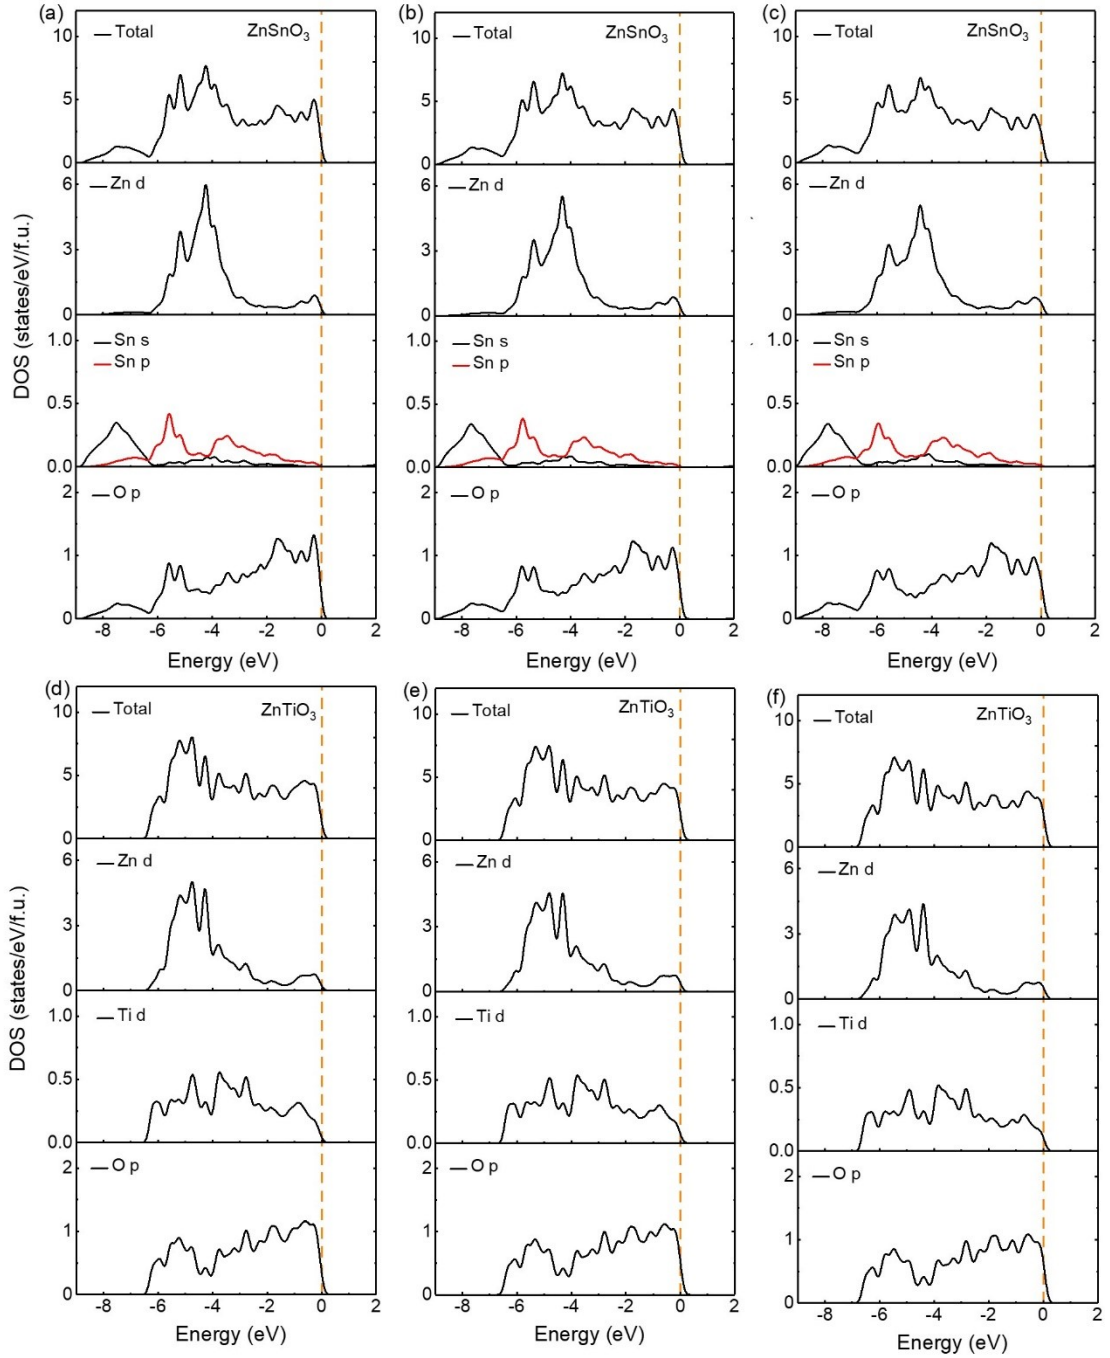 (a)
Total ZnSnO3
10
5
0
Zn d
6
3
0
Sn s
Sn p
1.0
0.5
0.0
O p
2
1
0
-8 -6 -4 -2 0 2
Energy (eV)
DOS (states/eV/f.u.)
(b)
Total ZnSnO3
10
5
0
Zn d
6
3
0
Sn s
Sn p
1.0
0.5
0.0
O p
2
1
0
-8 -6 -4 -2 0 2
Energy (eV)
(c)
Total ZnSnO3
10
5
0
Zn d
6
3
0
Sn s
Sn p
1.0
0.5
0.0
O p
2
1
0
-8 -6 -4 -2 0 2
Energy (eV)
(d)
Total ZnTiO3
10
5
0
Zn d
6
3
0
Ti d
1.0
0.5
0.0
O p
2
1
0
-8 -6 -4 -2 0 2
Energy (eV)
DOS (states/eV/f.u.)
(e)
Total ZnTiO3
10
5
0
Zn d
6
3
0
Ti d
1.0
0.5
0.0
O p
2
1
0
-8 -6 -4 -2 0 2
Energy (eV)
(f)
Total ZnTiO3
10
5
0
Zn d
6
3
0
Ti d
1.0
0.5
0.0
O p
2
1
0
-8 -6 -4 -2 0 2
Energy (eV)